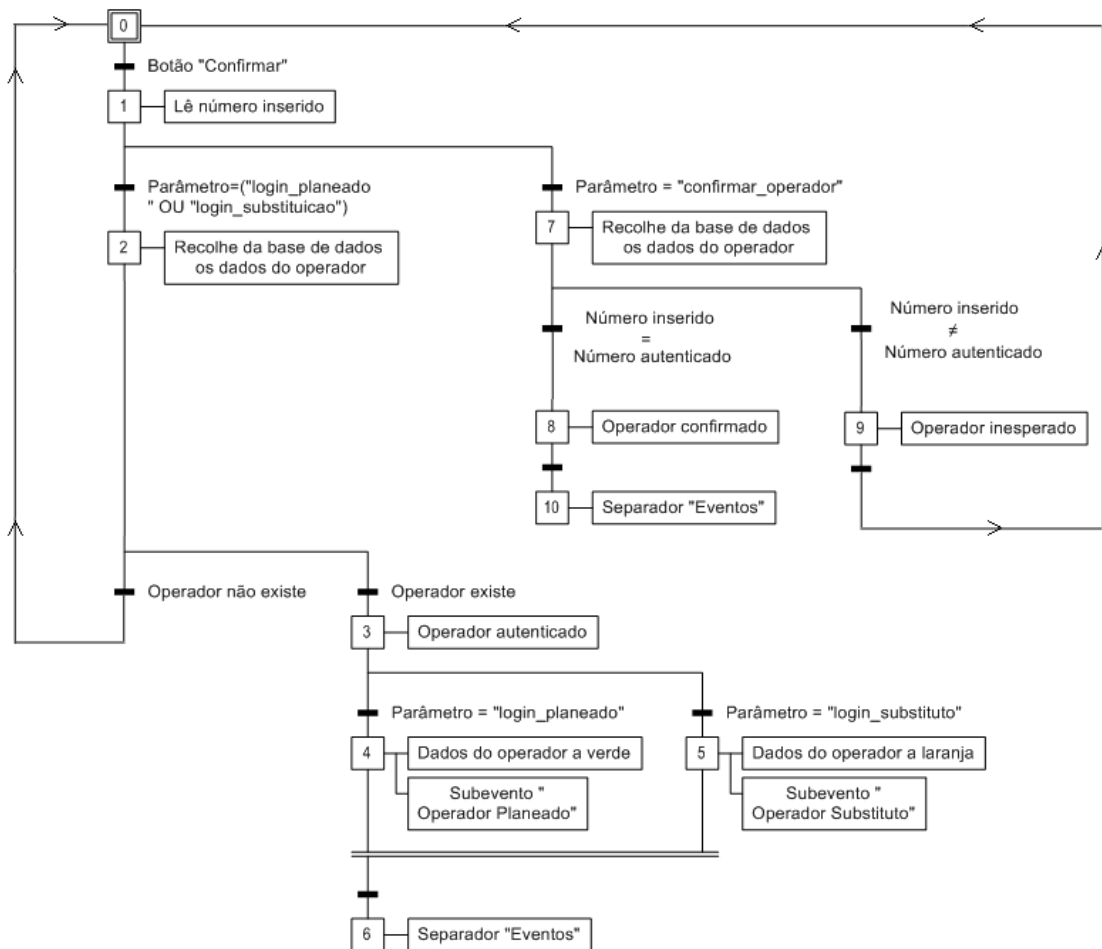 0
Botão "Confirmar"
1
Lê número inserido
Parâmetro=("login_planeado
" OU "login_substituicao")
Parâmetro = "confirmar_operador"
2
Recolhe da base de dados
os dados do operador
7
Recolhe da base de dados
os dados do operador
Número inserido
=
Número autenticado
Número inserido
≠
Número autenticado
8
Operador confirmado
9
Operador inesperado
10
Separador "Eventos"
Operador não existe
Operador existe
3
Operador autenticado
Parâmetro = "login_planeado"
Parâmetro = "login_substituto"
4
Dados do operador a verde
Subevento "
Operador Planeado"
5
Dados do operador a laranja
Subevento "
Operador Substituto"
6
Separador "Eventos"